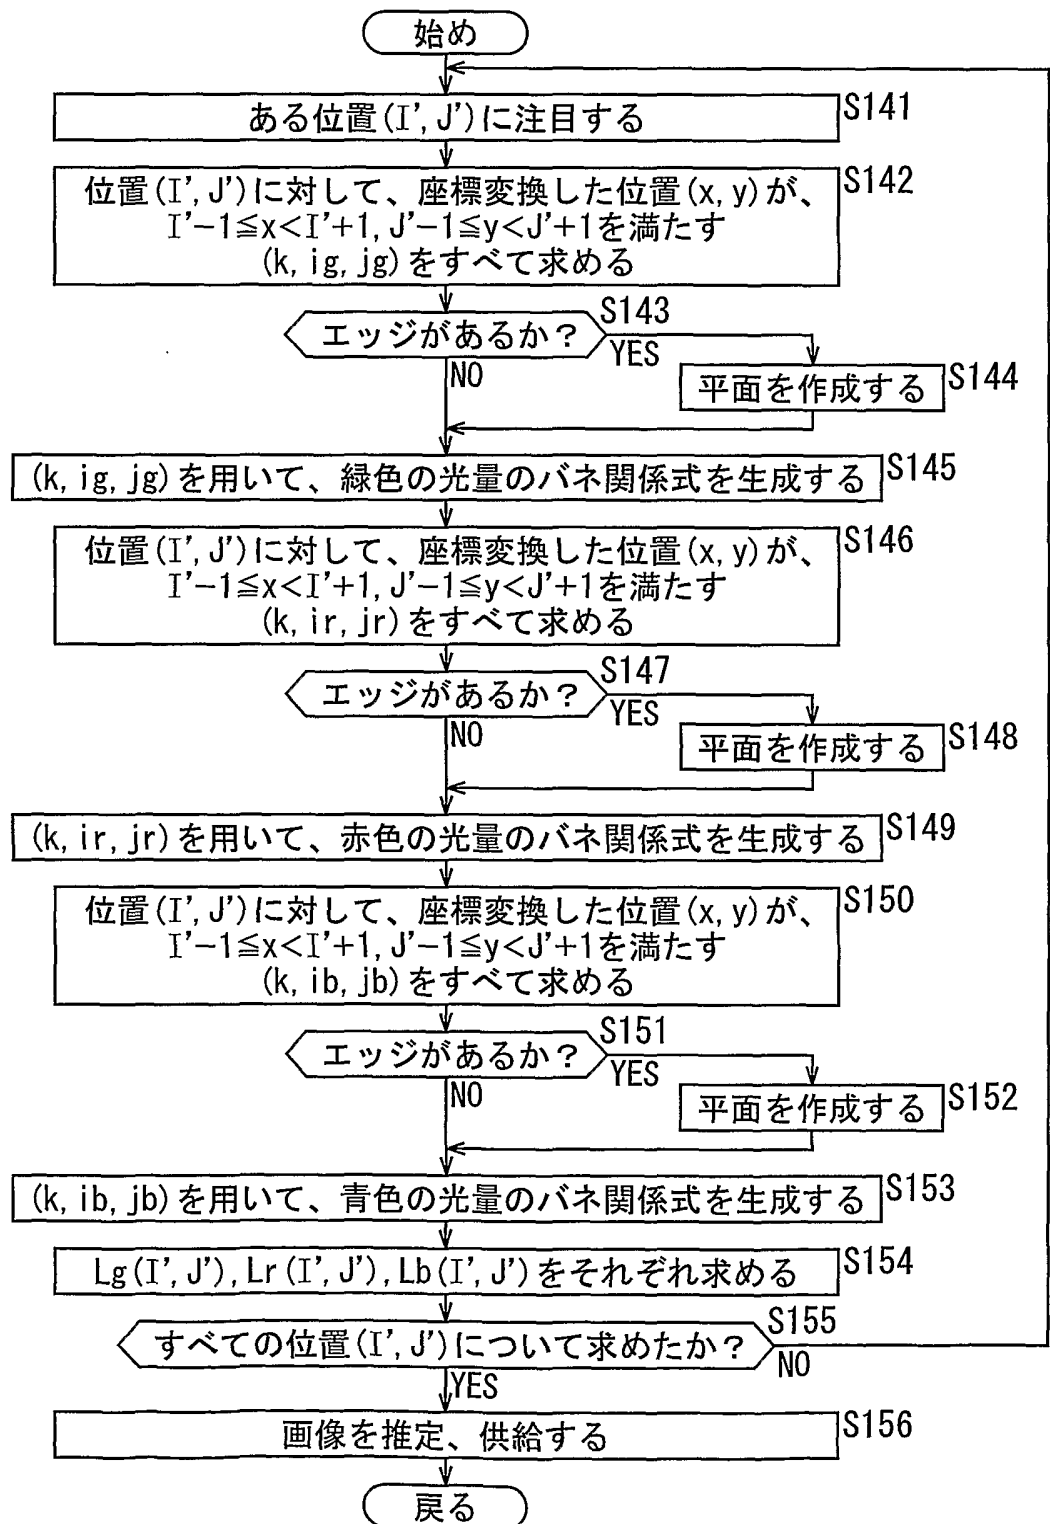 始め
ある位置(I',J')に注目する
S141
位置(I',J')に対して、座標変換した位置(x,y)が、
I'-1≦x<I'+1,J'-1≦y<J'+1を満たす
(k,ig,jg)をすべて求める
S142
エッジがあるか?
S143
YES
NO
平面を作成する
S144
(k,ig,jg)を用いて、緑色の光量のバネ関係式を生成する
S145
位置(I',J')に対して、座標変換した位置(x,y)が、
I'-1≦x<I'+1,J'-1≦y<J'+1を満たす
(k,ir,jr)をすべて求める
S146
エッジがあるか?
S147
YES
NO
平面を作成する
S148
(k,ir,jr)を用いて、赤色の光量のバネ関係式を生成する
S149
位置(I',J')に対して、座標変換した位置(x,y)が、
I'-1≦x<I'+1,J'-1≦y<J'+1を満たす
(k,ib,jb)をすべて求める
S150
エッジがあるか?
S151
YES
NO
平面を作成する
S152
(k,ib,jb)を用いて、青色の光量のバネ関係式を生成する
S153
Lg(I',J'),Lr(I',J'),Lb(I',J')をそれぞれ求める
S154
すべての位置(I',J')について求めたか?
S155
NO
YES
画像を推定、供給する
S156
戻る